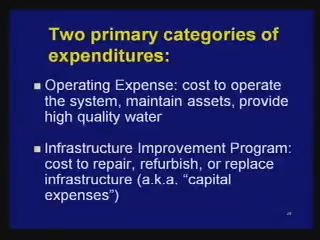 Two primary categories of
expenditures:
Operating Expense: cost to operate
the system, maintain assets, provide
high quality water
Infrastructure Improvement Program:
cost to repair, refurbish, or replace
infrastructure (a.k.a. “capital
expenses”)